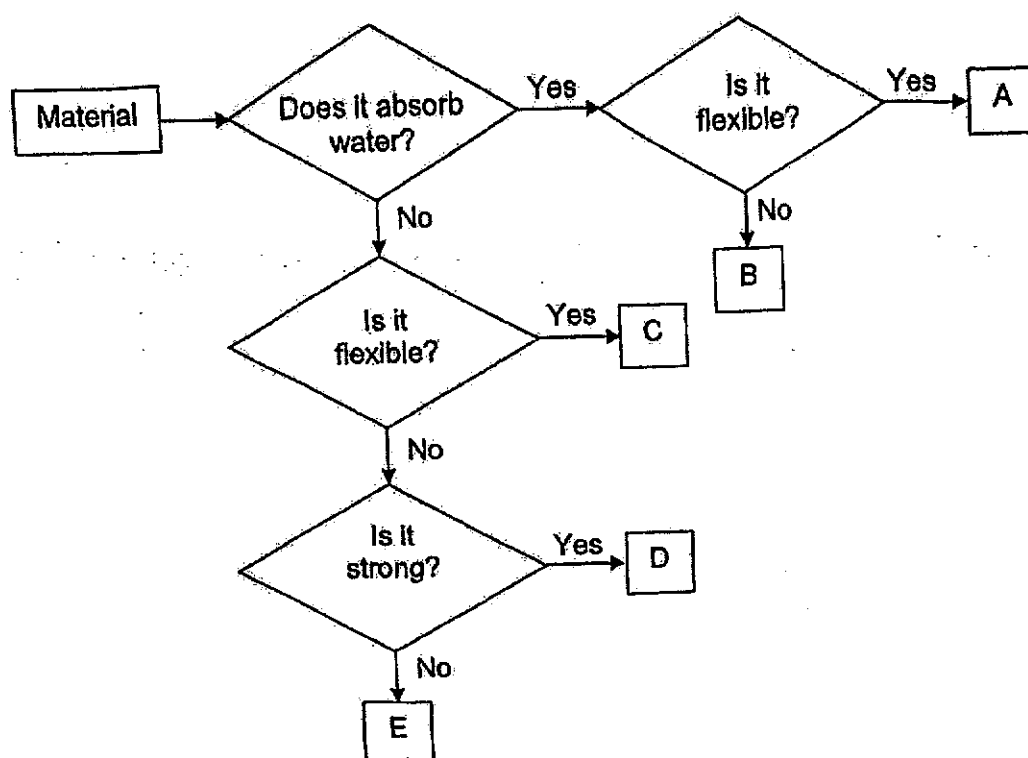 Material
Does it absorb
water?
Yes
Is it
flexible?
Yes
A
No
B
No
Is it
flexible?
Yes
C
No
Is it
strong?
Yes
D
No
E